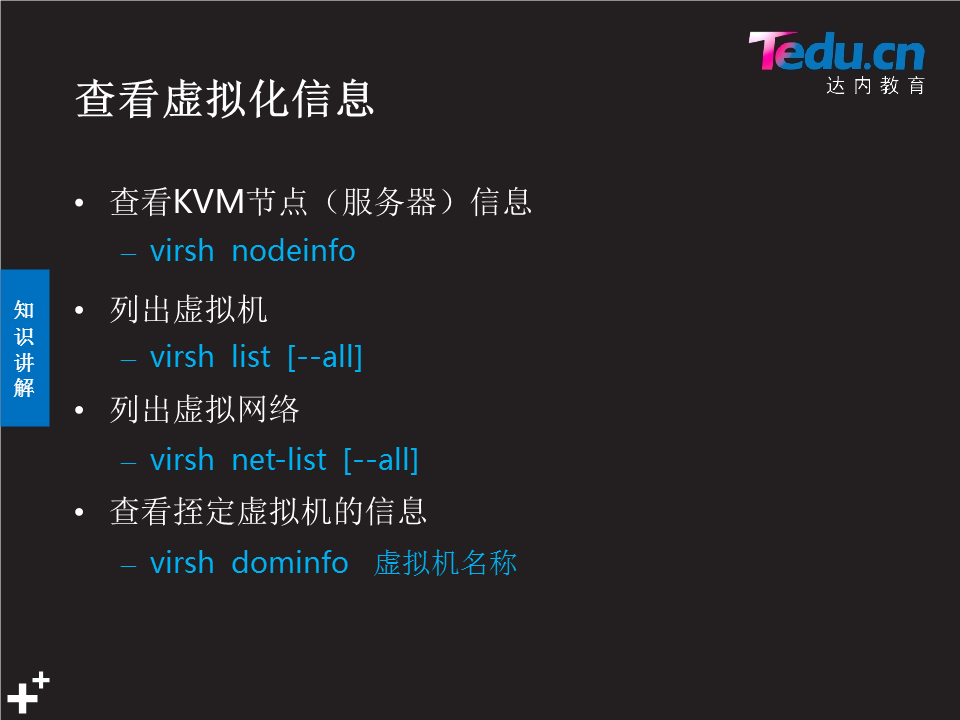 Tedu.cn
达内教育
查看虚拟化信息
• 查看KVM节点（服务器）信息
– virsh nodeinfo
• 列出虚拟机
– virsh list [--all]
• 列出虚拟网络
– virsh net-list [--all]
• 查看挃定虚拟机的信息
– virsh dominfo 虚拟机名称
知识讲解